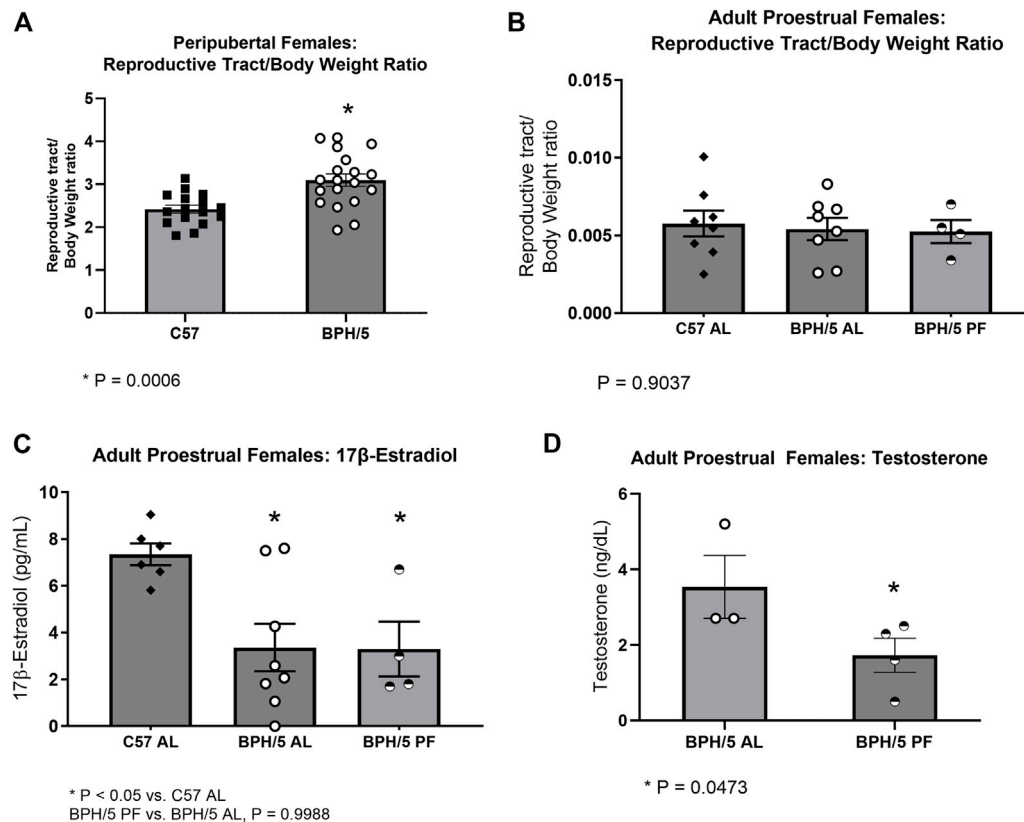 A
Peripubertal Females:
Reproductive Tract/Body Weight Ratio
Reproductive tract/
Body Weight ratio
5
4
3
2
1
0
*
C57
BPH/5
* P = 0.0006
B
Adult Proestrual Females:
Reproductive Tract/Body Weight Ratio
Reproductive tract/
Body Weight ratio
0.015
0.010
0.005
0.000
C57 AL
BPH/5 AL
BPH/5 PF
P = 0.9037
C
Adult Proestrual Females: 17β-Estradiol
17β-Estradiol (pg/mL)
10
8
6
4
2
0
*
*
C57 AL
BPH/5 AL
BPH/5 PF
* P < 0.05 vs. C57 AL
BPH/5 PF vs. BPH/5 AL, P = 0.9988
D
Adult Proestrual Females: Testosterone
Testosterone (ng/dL)
6
4
2
0
*
BPH/5 AL
BPH/5 PF
* P = 0.0473